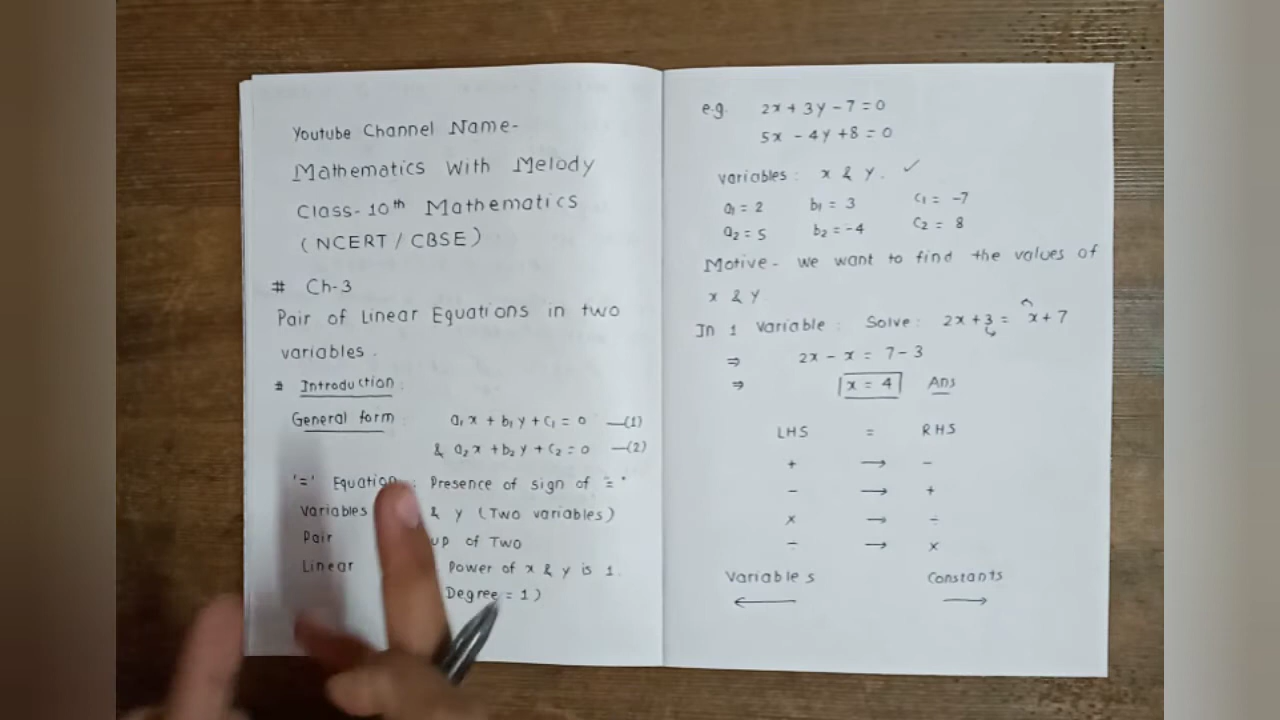 Youtube Channel Name-
Mathematics With Melody
Class-10th Mathematics
(NCERT / CBSE)
# Ch-3
Pair of Linear Equations in two
variables.
# Introduction:
General form: a₁x + b₁y + c₁ = 0 —(1)
& a₂x + b₂y + c₂ = 0 —(2)
'=' Equation: Presence of sign of "="
Variables & y (Two variables)
Pair up of Two
Linear Power of x & y is 1.
Degree = 1)
e.g. 2x + 3y - 7 = 0
5x - 4y + 8 = 0
variables: x & y. ✓
a₁ = 2 b₁ = 3 c₁ = -7
a₂ = 5 b₂ = -4 c₂ = 8
Motive- we want to find the values of
x & y
In 1 variable: Solve: 2x + 3 = x + 7
⇒ 2x - x = 7 - 3
⇒ x = 4 Ans
LHS = RHS
+ → -
- → +
× → ÷
÷ → ×
Variables Constants
← →